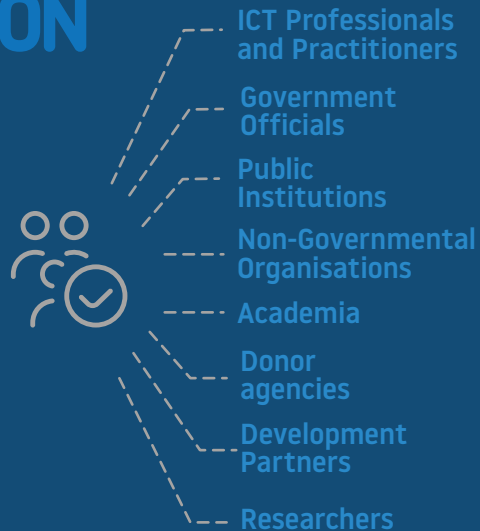 ON
ICT Professionals
and Practitioners
Government
Officials
Public
Institutions
Non-Governmental
Organisations
Academia
Donor
agencies
Development
Partners
Researchers